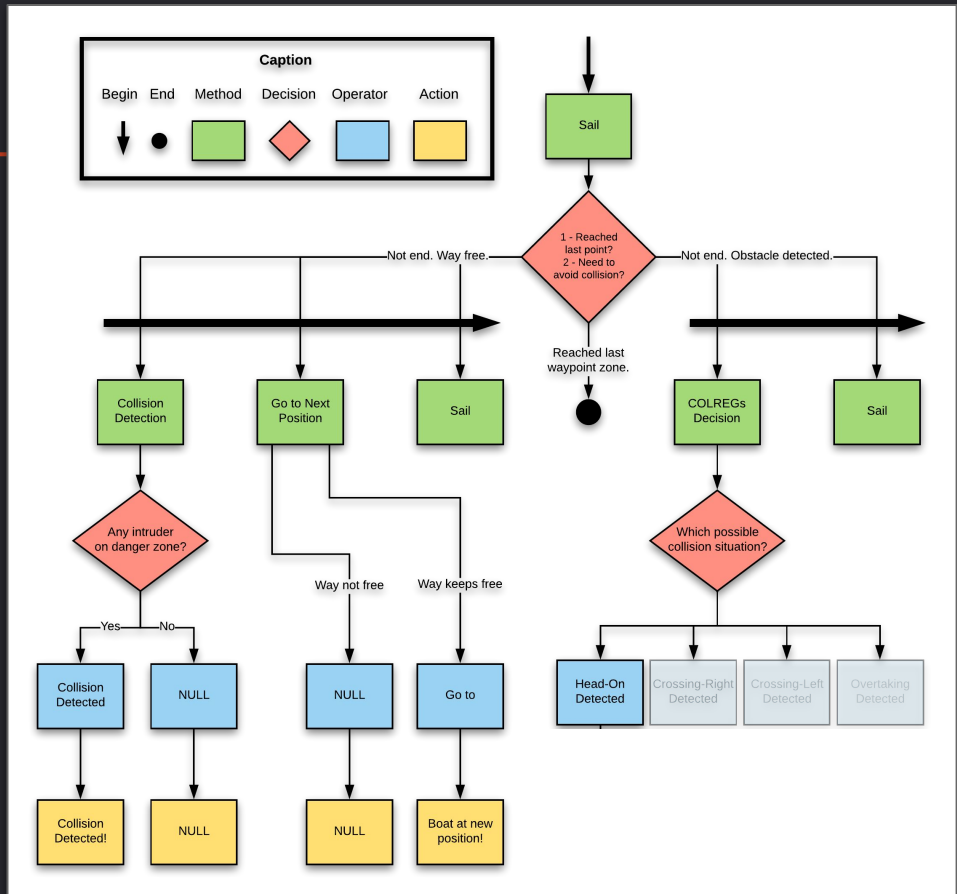 Caption
Begin End Method Decision Operator Action
Sail
1 - Reached
last point?
2 - Need to
avoid collision?
Not end. Way free.
Not end. Obstacle detected.
Reached last
waypoint zone.
Collision
Detection
Go to Next
Position
Sail
COLREGs
Decision
Sail
Any intruder
on danger zone?
Which possible
collision situation?
Way not free
Way keeps free
Yes
No
Collision
Detected
NULL
NULL
Go to
Head-On
Detected
Crossing-Right
Detected
Crossing-Left
Detected
Overtaking
Detected
Collision
Detected!
NULL
NULL
Boat at new
position!